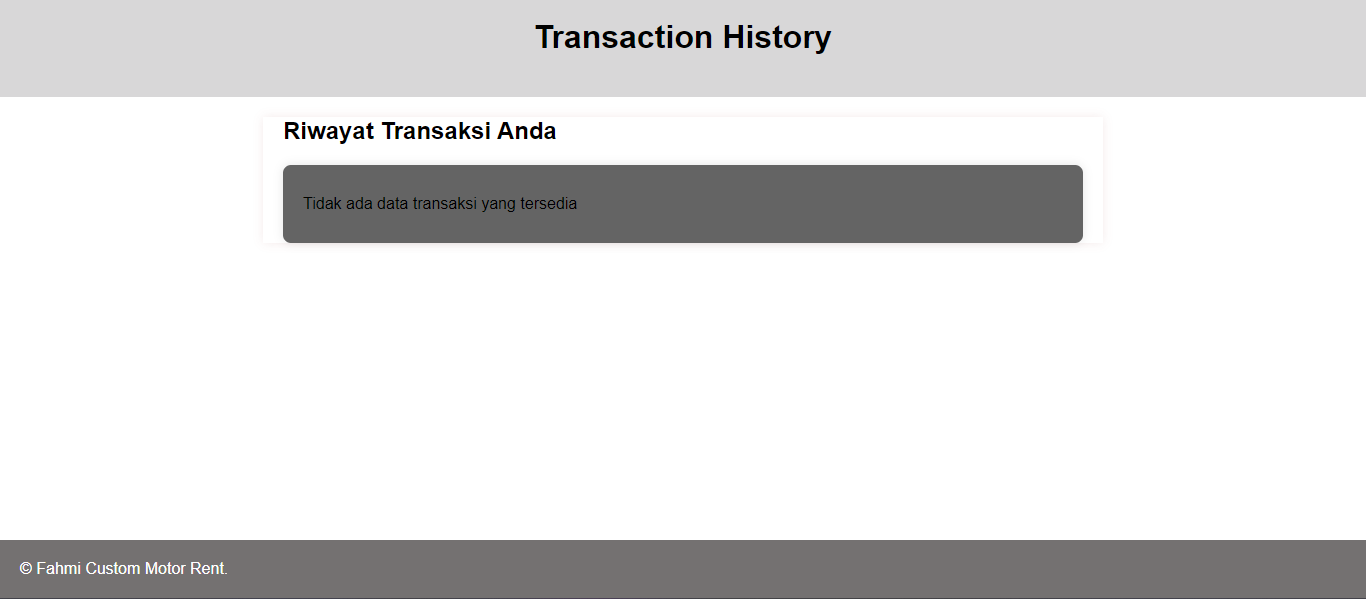 Transaction History
Riwayat Transaksi Anda
Tidak ada data transaksi yang tersedia
© Fahmi Custom Motor Rent.